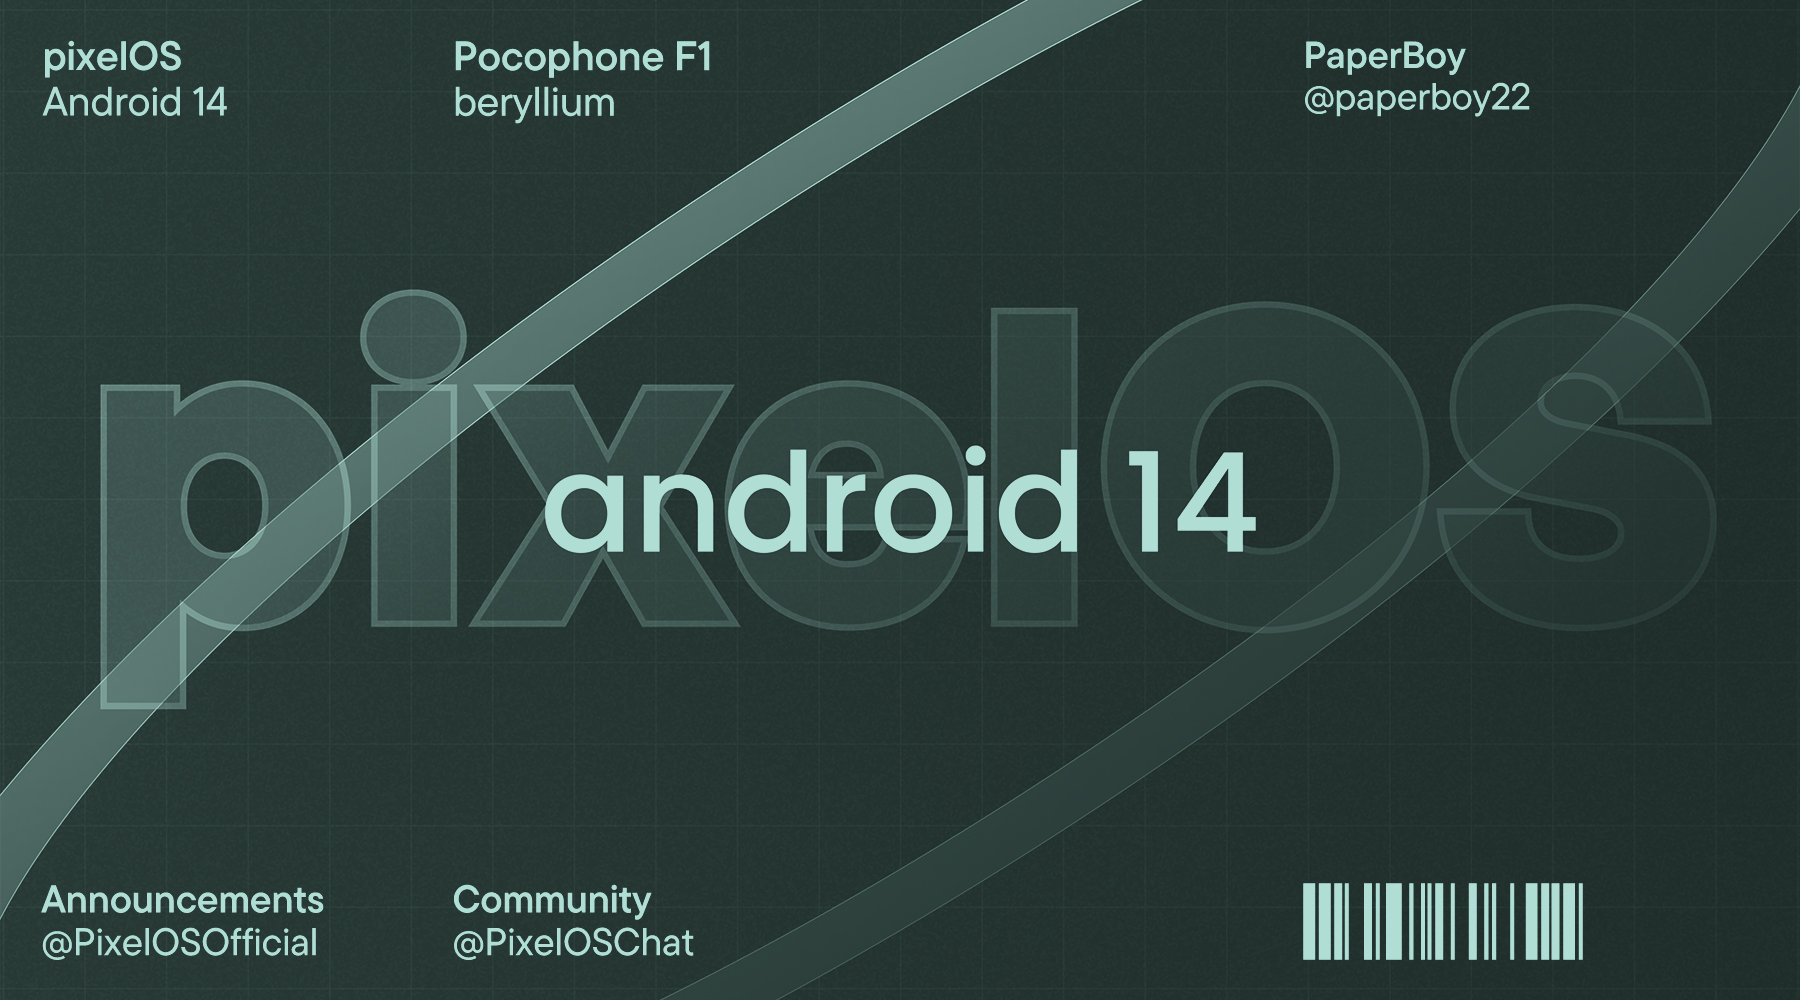 pixelOS
Android 14
Pocophone F1
beryllium
PaperBoy
@paperboy22
pixelOS
android 14
Announcements
@PixelOSOfficial
Community
@PixelOSChat